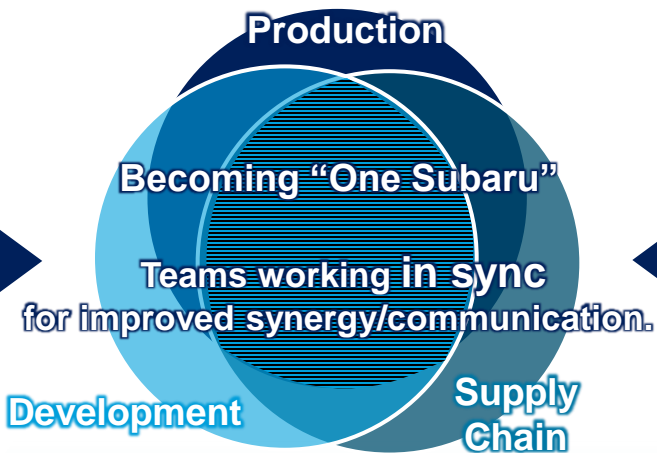 Production
Becoming “One Subaru”
Teams working in sync
for improved synergy/communication.
Development
Supply
Chain